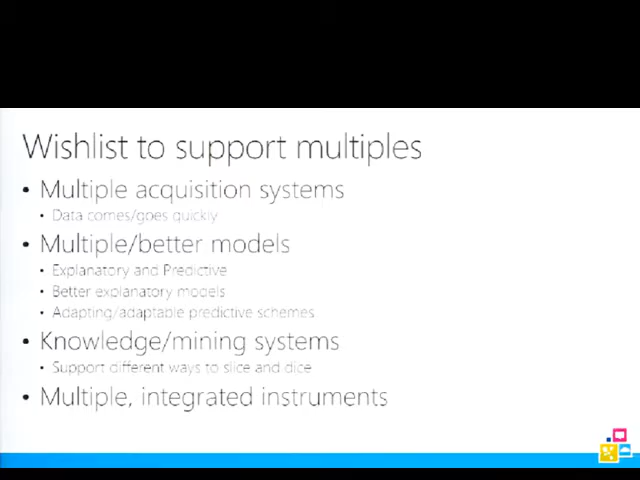 Wishlist to support multiples
• Multiple acquisition systems
• Data comes/goes quickly
• Multiple/better models
• Explanatory and Predictive
• Better explanatory models
• Adapting/adaptable predictive schemes
• Knowledge/mining systems
• Support different ways to slice and dice
• Multiple, integrated instruments